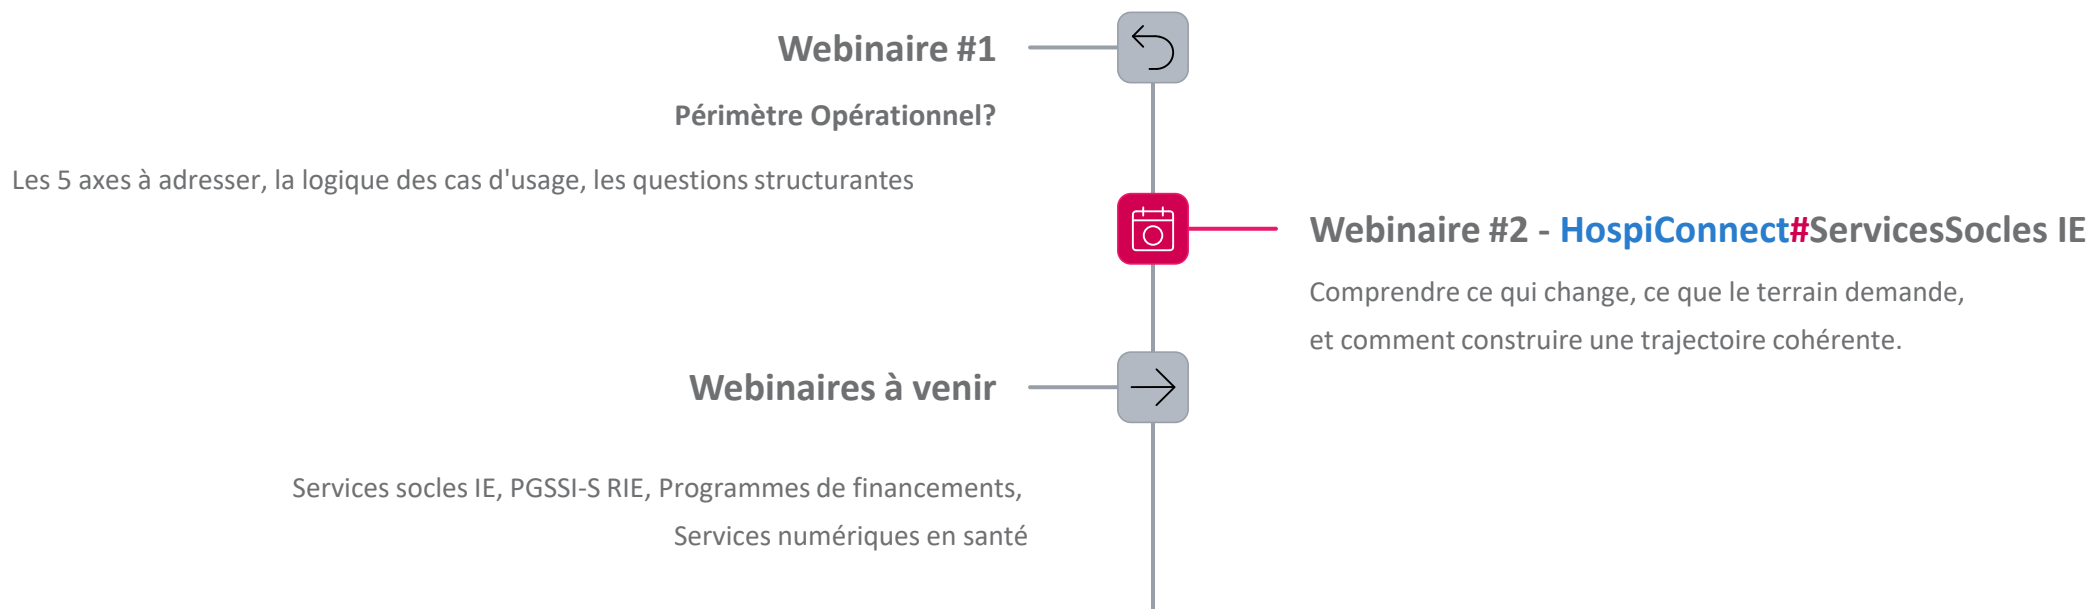 Webinaire #1
Périmètre Opérationnel?
Les 5 axes à adresser, la logique des cas d'usage, les questions structurantes
Webinaire #2 - HospiConnect#ServicesSocles IE
Comprendre ce qui change, ce que le terrain demande,
et comment construire une trajectoire cohérente.
Webinaires à venir
Services socles IE, PGSSI-S RIE, Programmes de financements,
Services numériques en santé